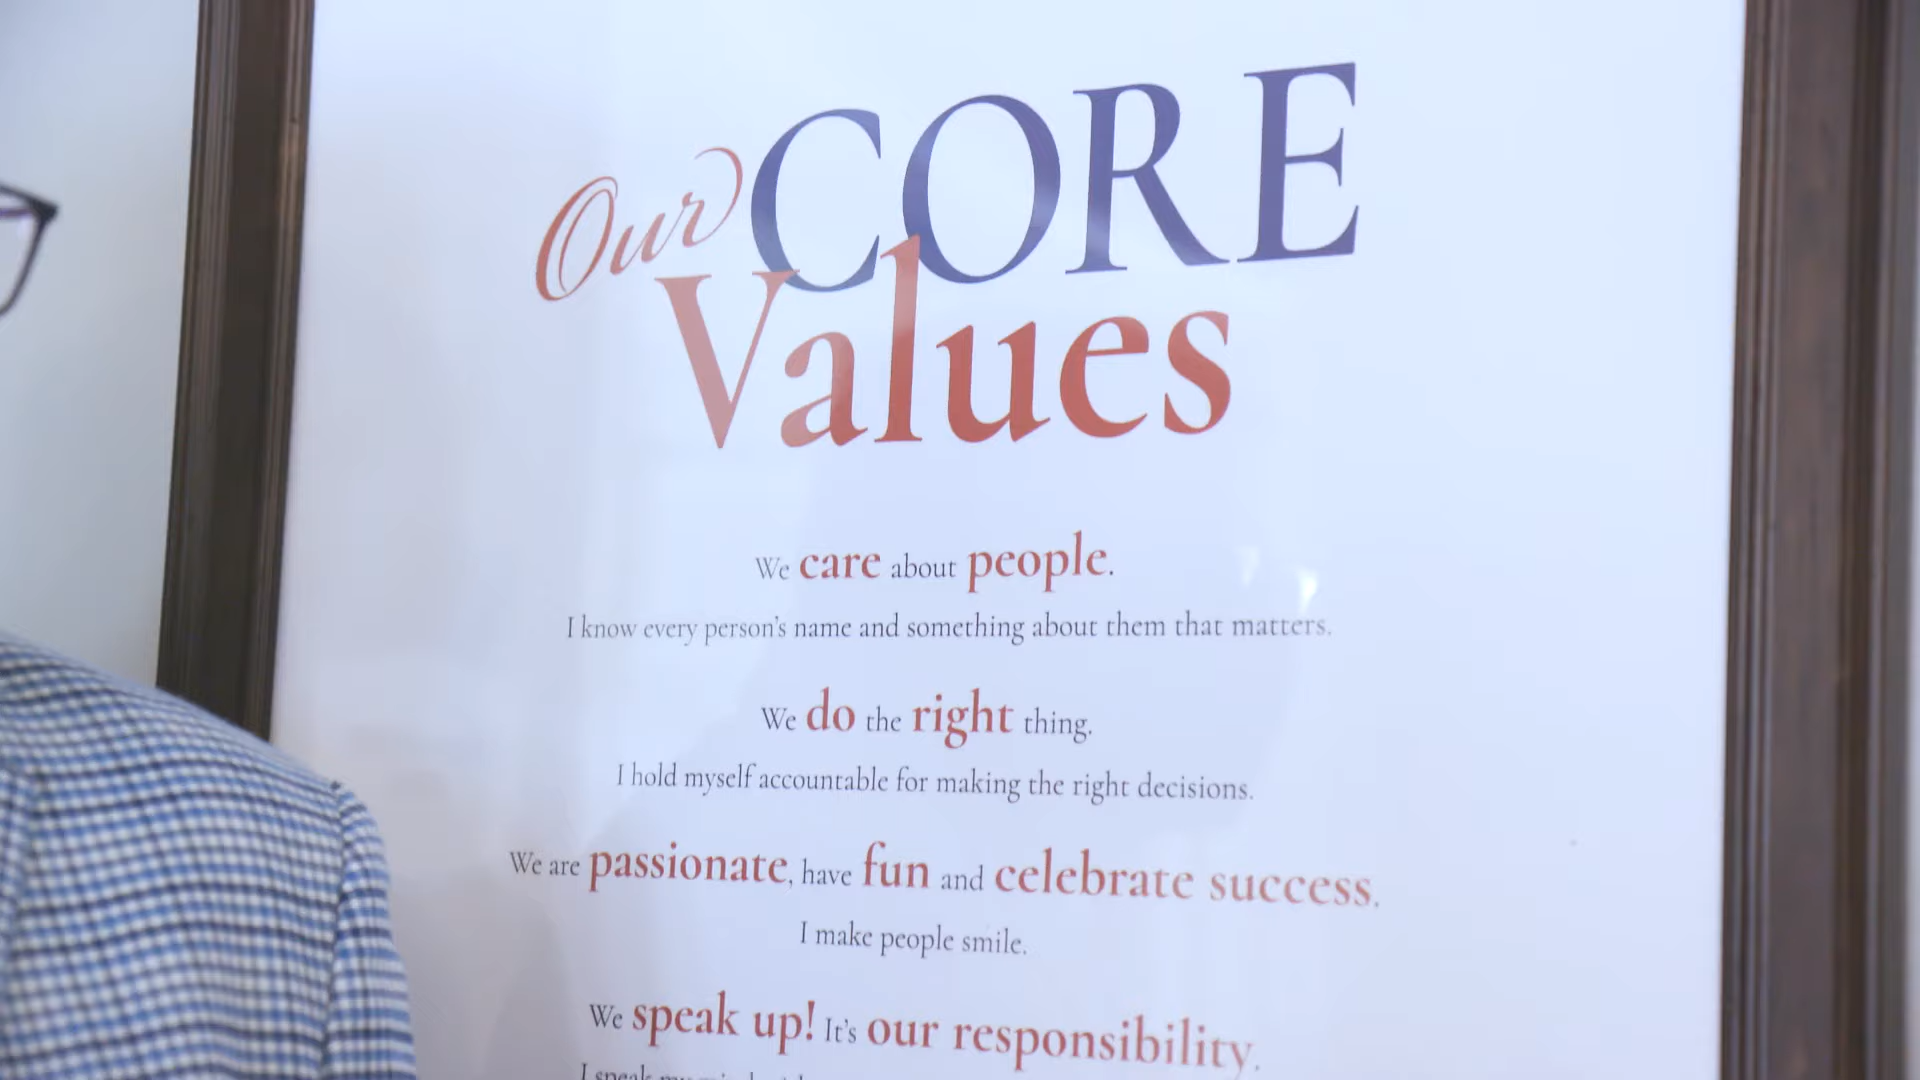 Our CORE
Values
We care about people.
I know every person's name and something about them that matters.
We do the right thing.
I hold myself accountable for making the right decisions.
We are passionate, have fun and celebrate success.
I make people smile.
We speak up! It's our responsibility.
I speak